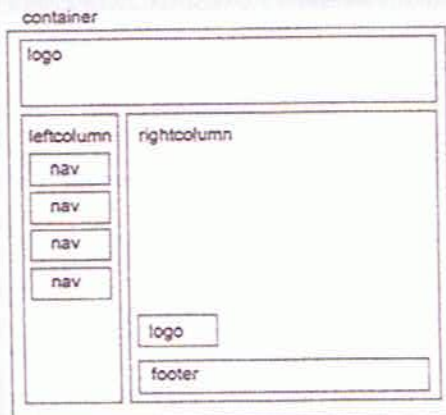 container
logo
leftcolumn
nav
nav
nav
nav
rightcolumn
logo
footer